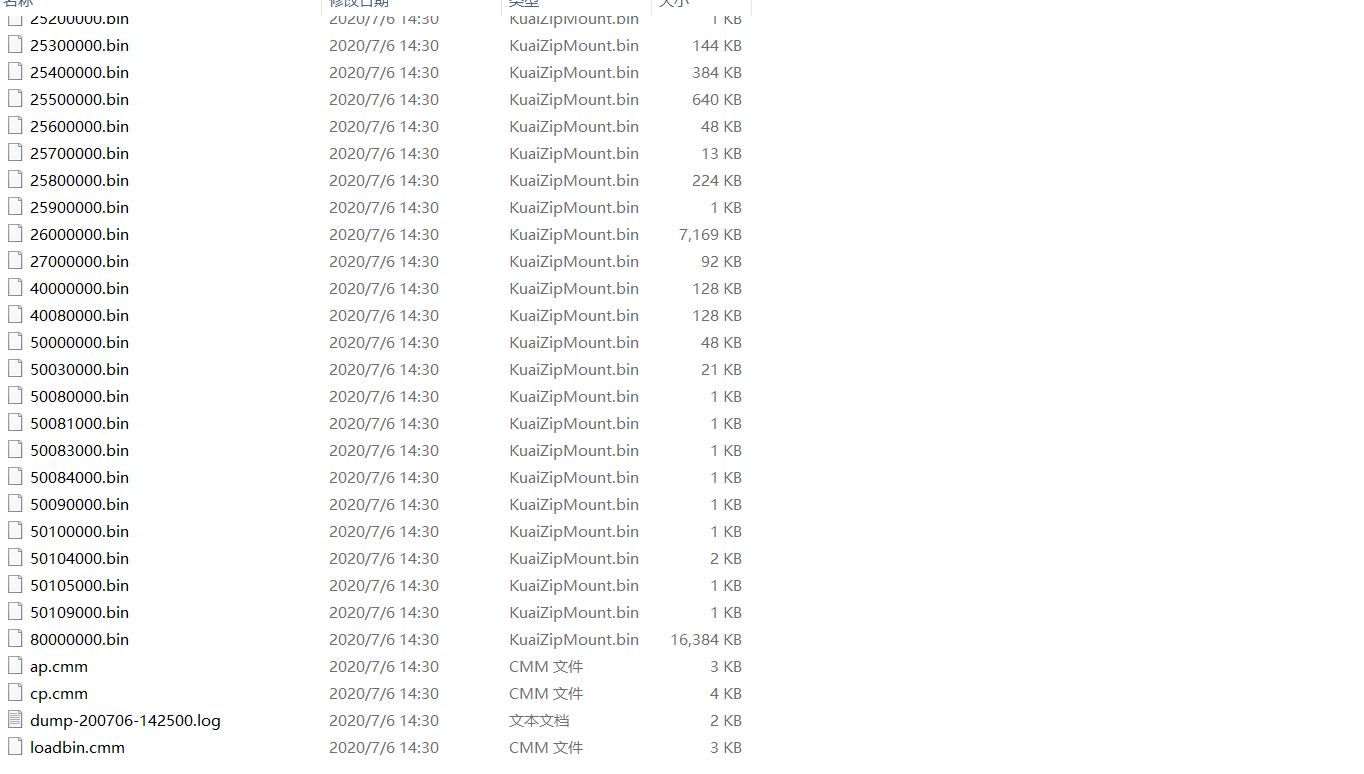 名称 修改日期 类型 大小
25200000.bin 2020/7/6 14:30 KuaiZipMount.bin 1 KB
25300000.bin 2020/7/6 14:30 KuaiZipMount.bin 144 KB
25400000.bin 2020/7/6 14:30 KuaiZipMount.bin 384 KB
25500000.bin 2020/7/6 14:30 KuaiZipMount.bin 640 KB
25600000.bin 2020/7/6 14:30 KuaiZipMount.bin 48 KB
25700000.bin 2020/7/6 14:30 KuaiZipMount.bin 13 KB
25800000.bin 2020/7/6 14:30 KuaiZipMount.bin 224 KB
25900000.bin 2020/7/6 14:30 KuaiZipMount.bin 1 KB
26000000.bin 2020/7/6 14:30 KuaiZipMount.bin 7,169 KB
27000000.bin 2020/7/6 14:30 KuaiZipMount.bin 92 KB
40000000.bin 2020/7/6 14:30 KuaiZipMount.bin 128 KB
40080000.bin 2020/7/6 14:30 KuaiZipMount.bin 128 KB
50000000.bin 2020/7/6 14:30 KuaiZipMount.bin 48 KB
50030000.bin 2020/7/6 14:30 KuaiZipMount.bin 21 KB
50080000.bin 2020/7/6 14:30 KuaiZipMount.bin 1 KB
50081000.bin 2020/7/6 14:30 KuaiZipMount.bin 1 KB
50083000.bin 2020/7/6 14:30 KuaiZipMount.bin 1 KB
50084000.bin 2020/7/6 14:30 KuaiZipMount.bin 1 KB
50090000.bin 2020/7/6 14:30 KuaiZipMount.bin 1 KB
50100000.bin 2020/7/6 14:30 KuaiZipMount.bin 1 KB
50104000.bin 2020/7/6 14:30 KuaiZipMount.bin 2 KB
50105000.bin 2020/7/6 14:30 KuaiZipMount.bin 1 KB
50109000.bin 2020/7/6 14:30 KuaiZipMount.bin 1 KB
80000000.bin 2020/7/6 14:30 KuaiZipMount.bin 16,384 KB
ap.cmm 2020/7/6 14:30 CMM 文件 3 KB
cp.cmm 2020/7/6 14:30 CMM 文件 4 KB
dump-200706-142500.log 2020/7/6 14:30 文本文档 2 KB
loadbin.cmm 2020/7/6 14:30 CMM 文件 3 KB